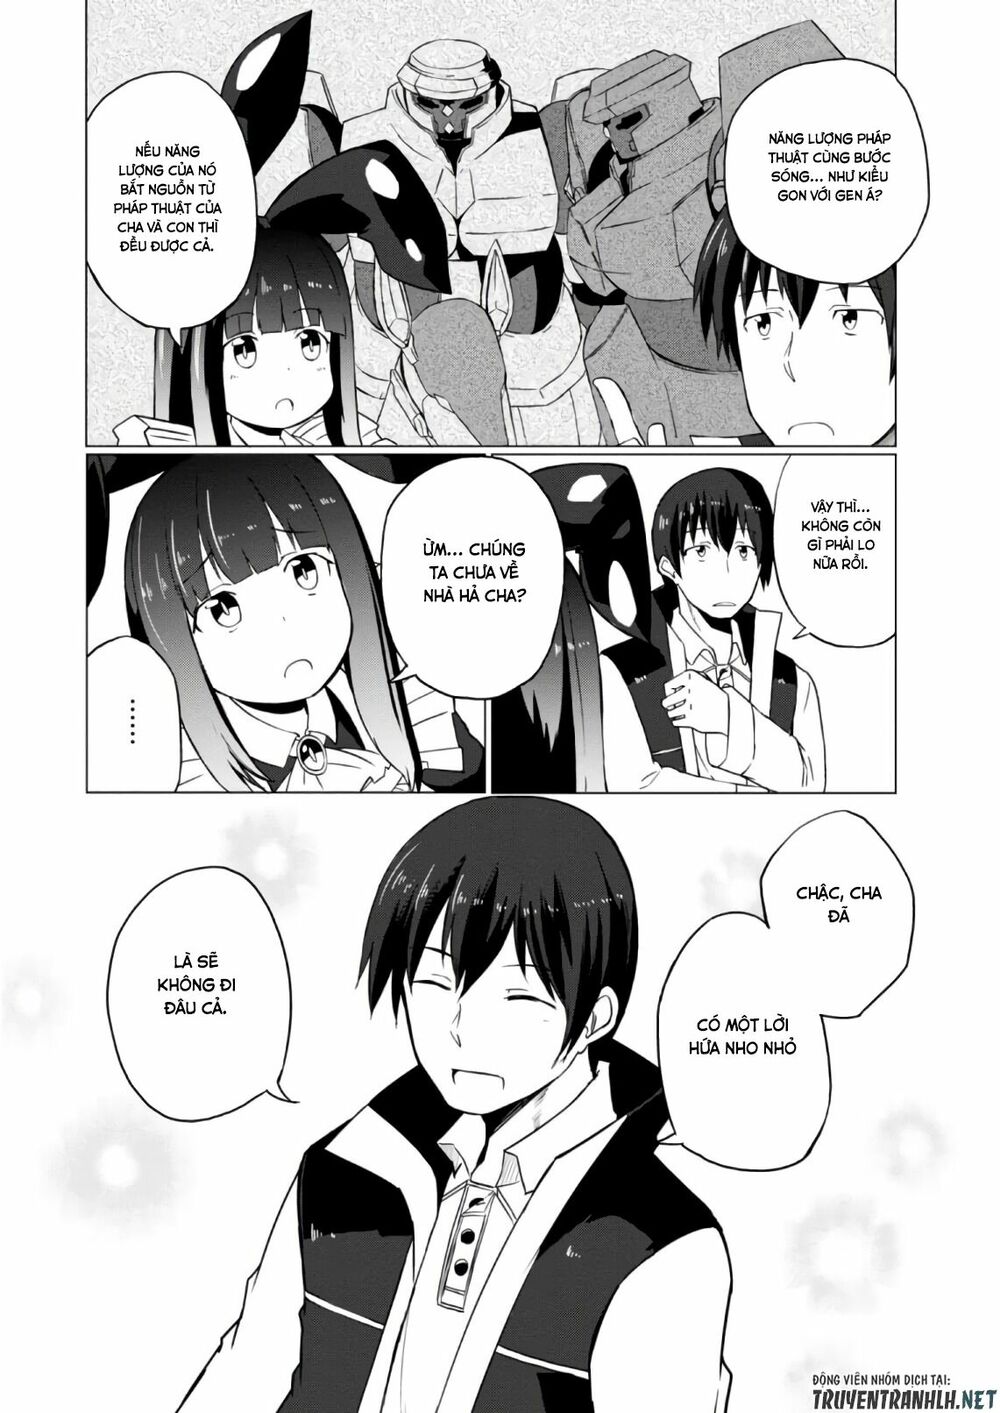 NĂNG LƯỢNG PHÁP
THUẬT CÙNG BƯỚC
SÓNG... NHƯ KIỂU
GON VỚI GEN Á?
NẾU NĂNG
LƯỢNG CỦA NÓ
BẮT NGUỒN TỪ
PHÁP THUẬT CỦA
CHA VÀ CON THÌ
ĐỀU ĐƯỢC CẢ.
VẬY THÌ...
KHÔNG CÒN
GÌ PHẢI LO
NỮA RỒI.
ỪM... CHÚNG
TA CHƯA VỀ
NHÀ HẢ CHA?
........
CHẬC, CHA
ĐÃ
CÓ MỘT LỜI
HỨA NHO NHỎ
LÀ SẼ
KHÔNG ĐI
ĐÂU CẢ.
ĐỘNG VIÊN NHÓM DỊCH TẠI:
TRUYENTRANHLH.NET